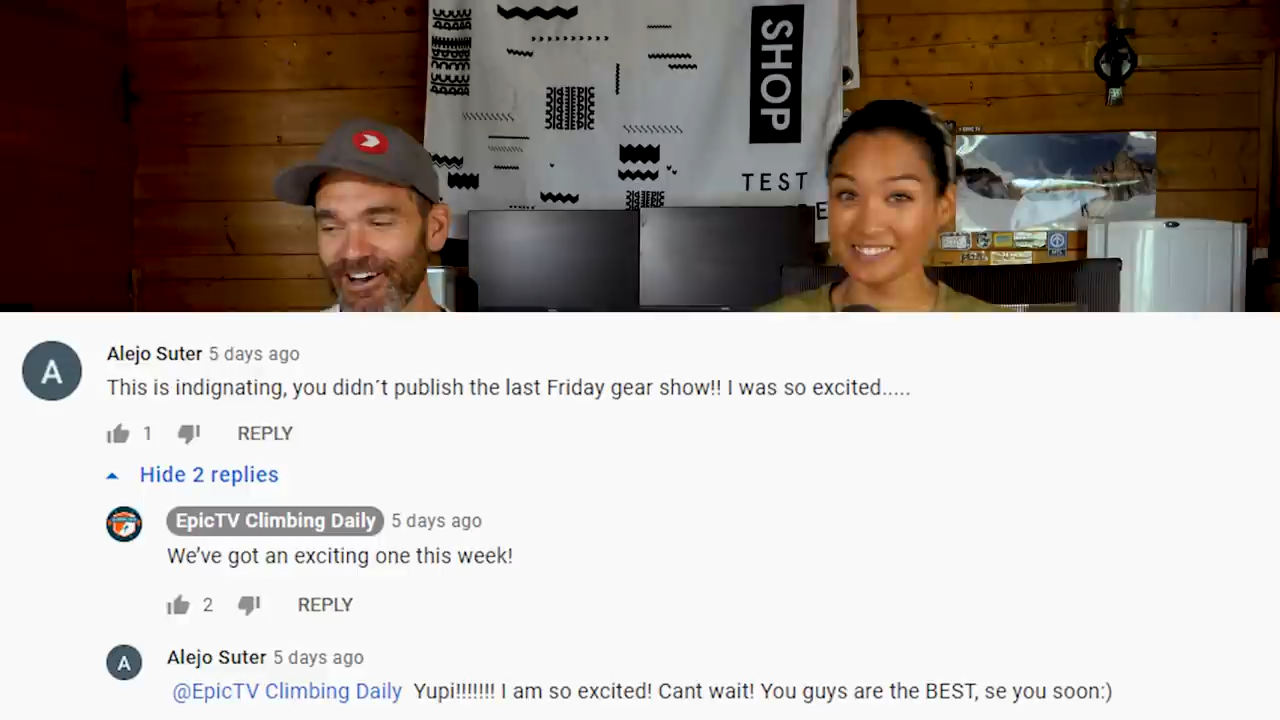 SHOP
TEST
Alejo Suter 5 days ago
This is indignating, you didn´t publish the last Friday gear show!! I was so excited.....
1 REPLY
Hide 2 replies
EpicTV Climbing Daily 5 days ago
We’ve got an exciting one this week!
2 REPLY
A
Alejo Suter 5 days ago
@EpicTV Climbing Daily Yupi!!!!!!! I am so excited! Cant wait! You guys are the BEST, se you soon:)